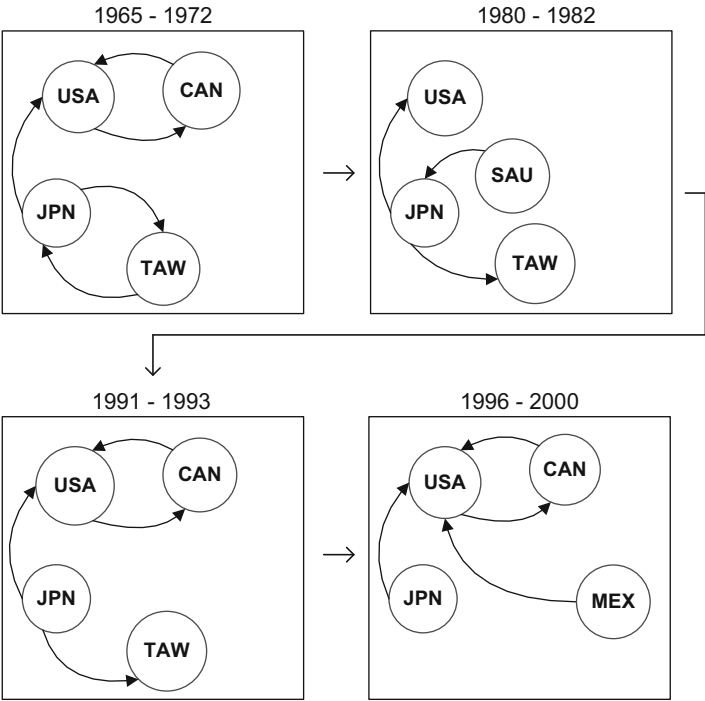 1965 - 1972
USA
CAN
JPN
TAW
1980 - 1982
USA
SAU
JPN
TAW
1991 - 1993
USA
CAN
JPN
TAW
1996 - 2000
USA
CAN
JPN
MEX